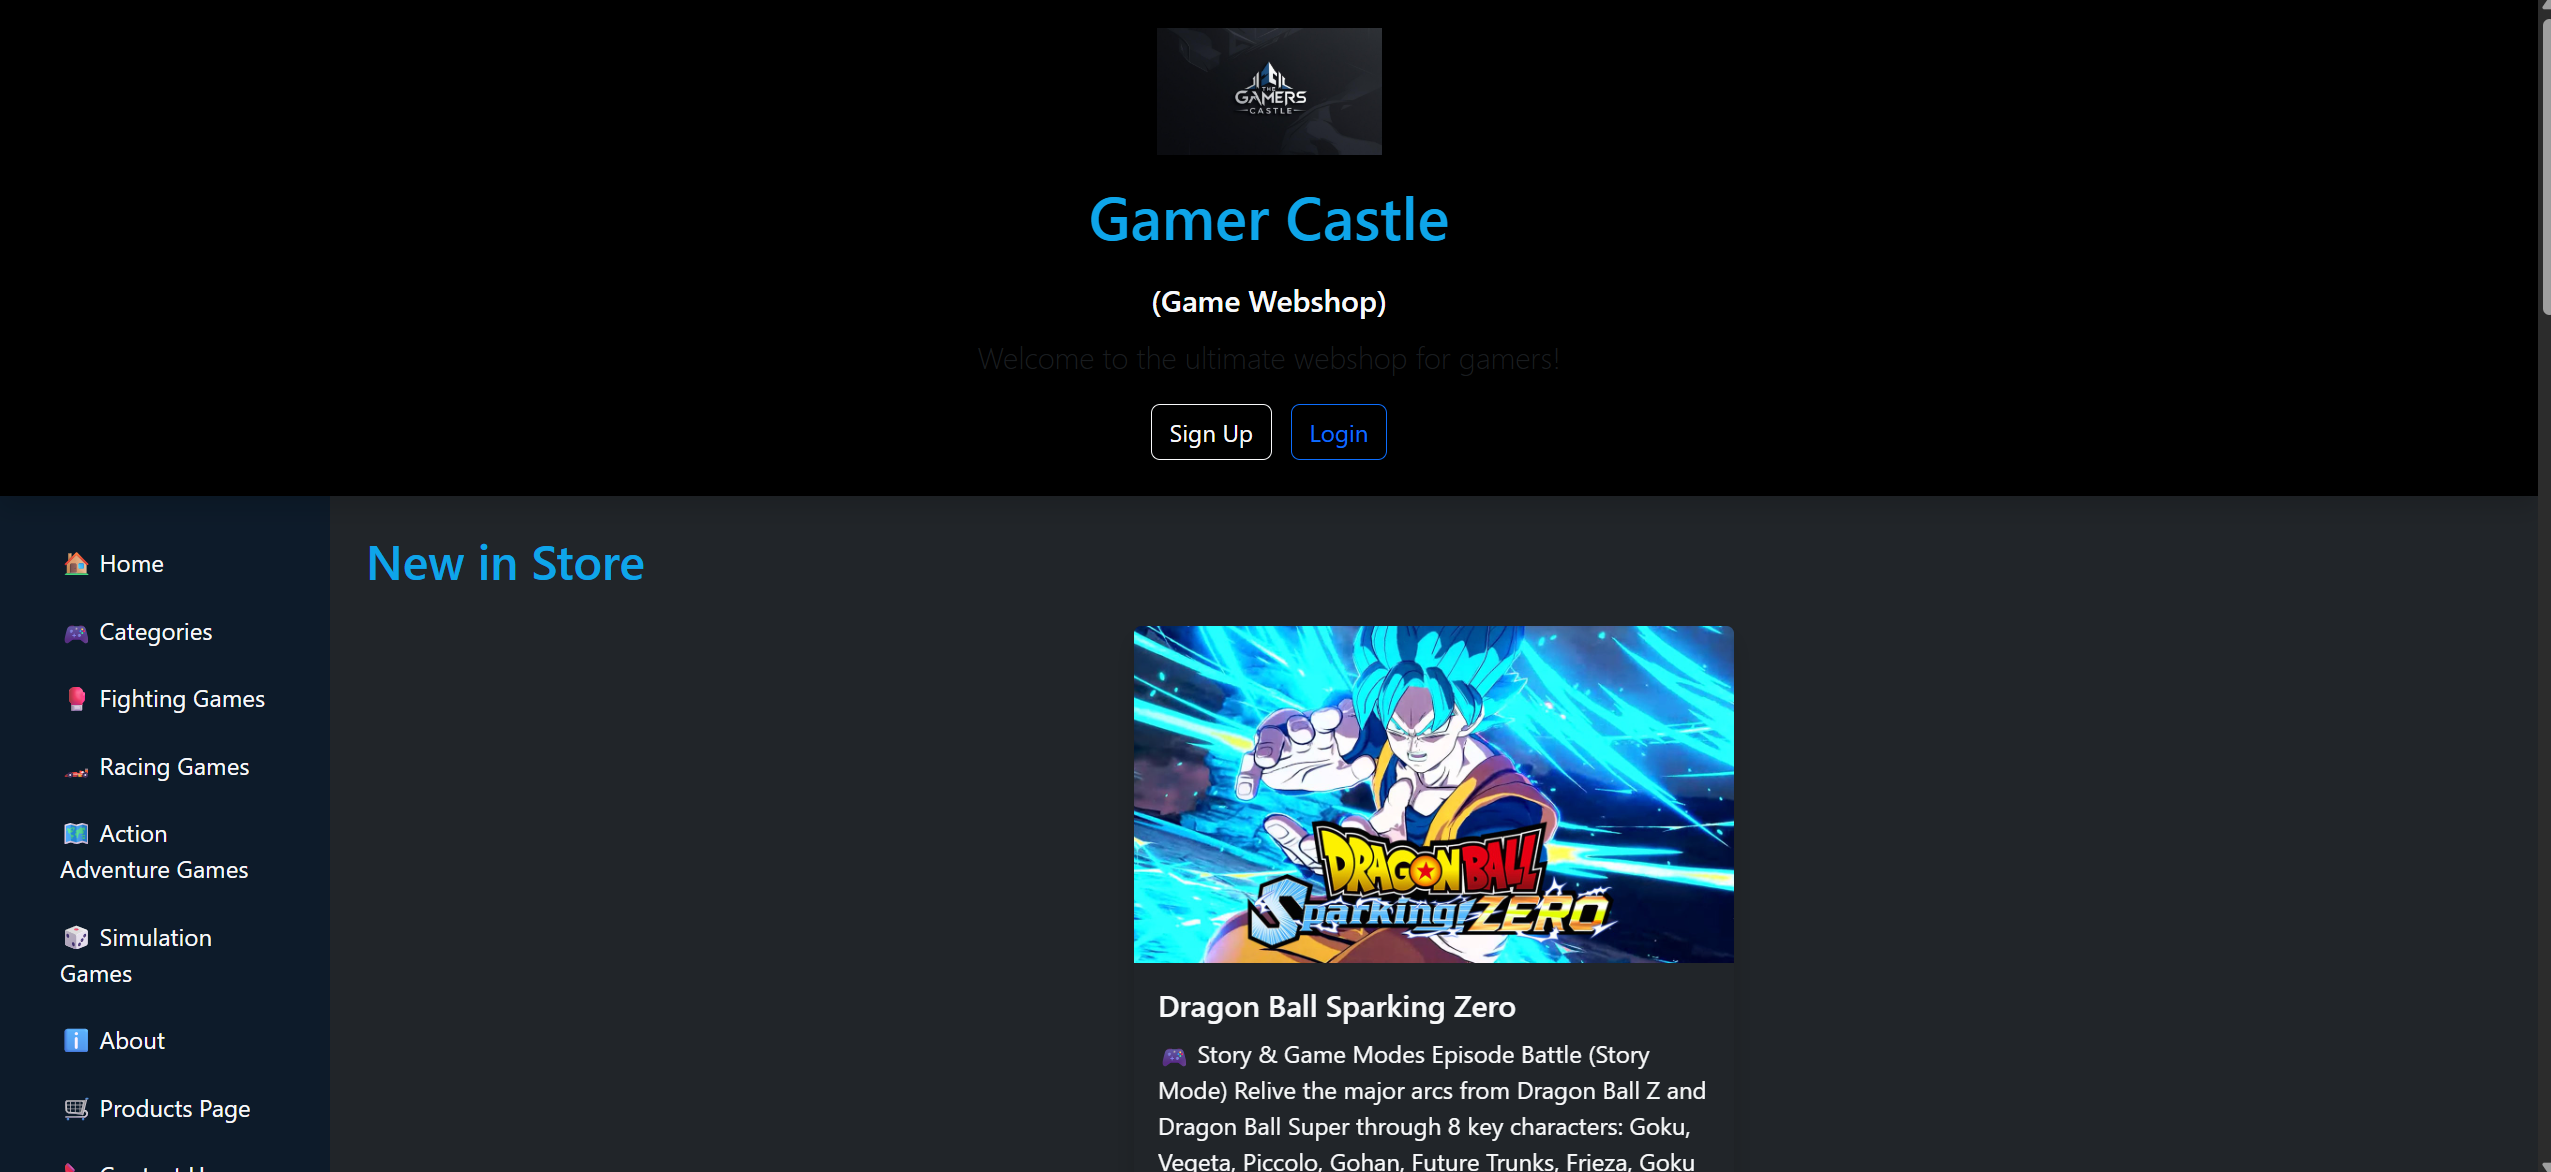 THE
GAMERS
CASTLE
Gamer Castle
(Game Webshop)
Welcome to the ultimate webshop for gamers!
Sign Up
Login
Home
Categories
Fighting Games
Racing Games
Action
Adventure Games
Simulation
Games
About
Products Page
New in Store
DRAGON BALL
Sparking! ZERO
Dragon Ball Sparking Zero
Story & Game Modes Episode Battle (Story
Mode) Relive the major arcs from Dragon Ball Z and
Dragon Ball Super through 8 key characters: Goku,
Vegeta, Piccolo, Gohan, Future Trunks, Frieza, Goku